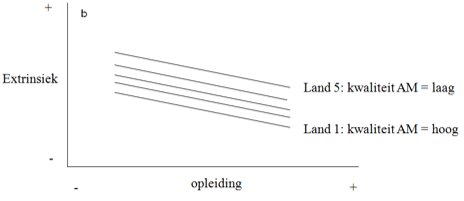 +
b
Extrinsiek
Land 5: kwaliteit AM = laag
Land 1: kwaliteit AM = hoog
-
-
opleiding
+